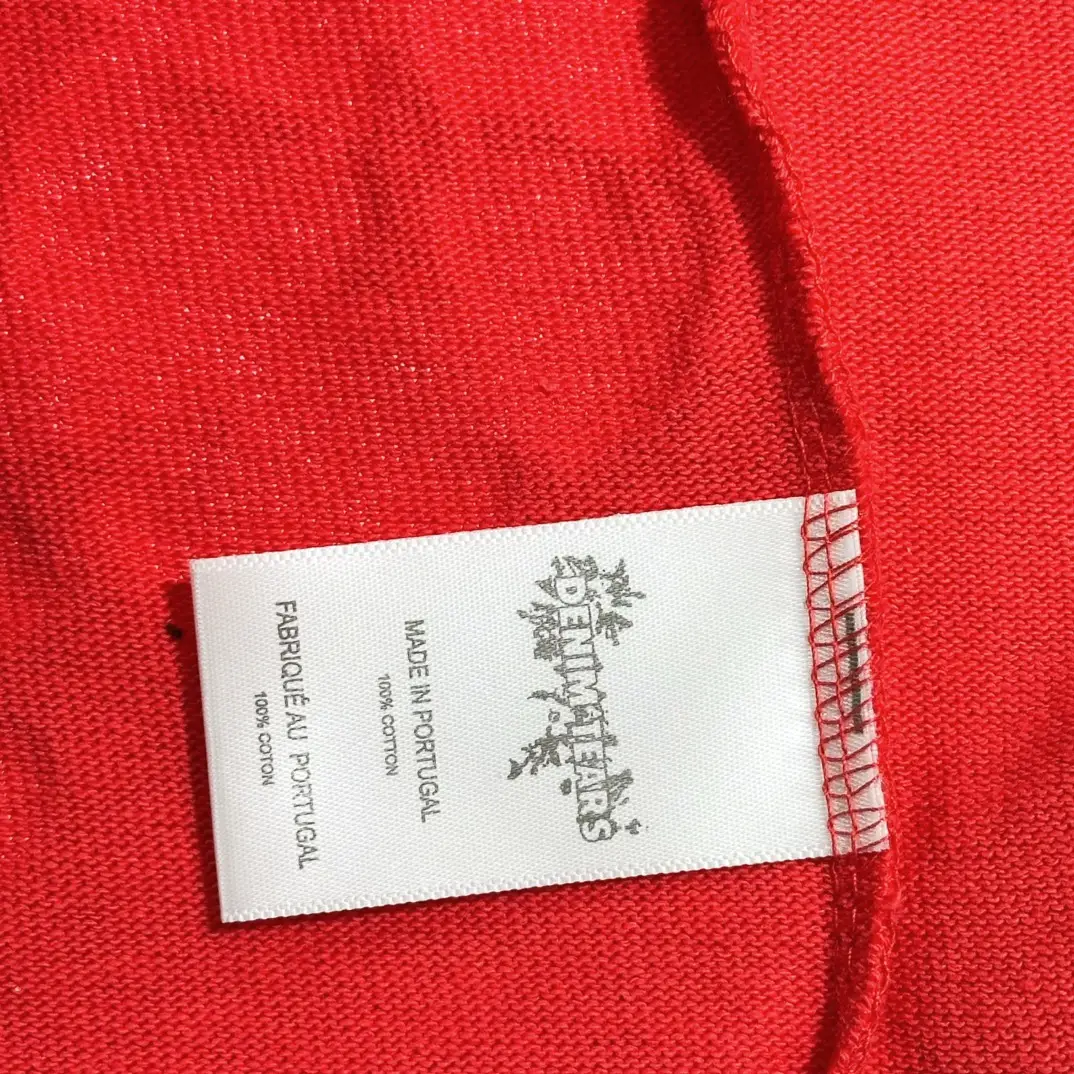 DENIM TEARS
MADE IN PORTUGAL
100% COTTON
FABRIQUÉ AU PORTUGAL
100% COTON